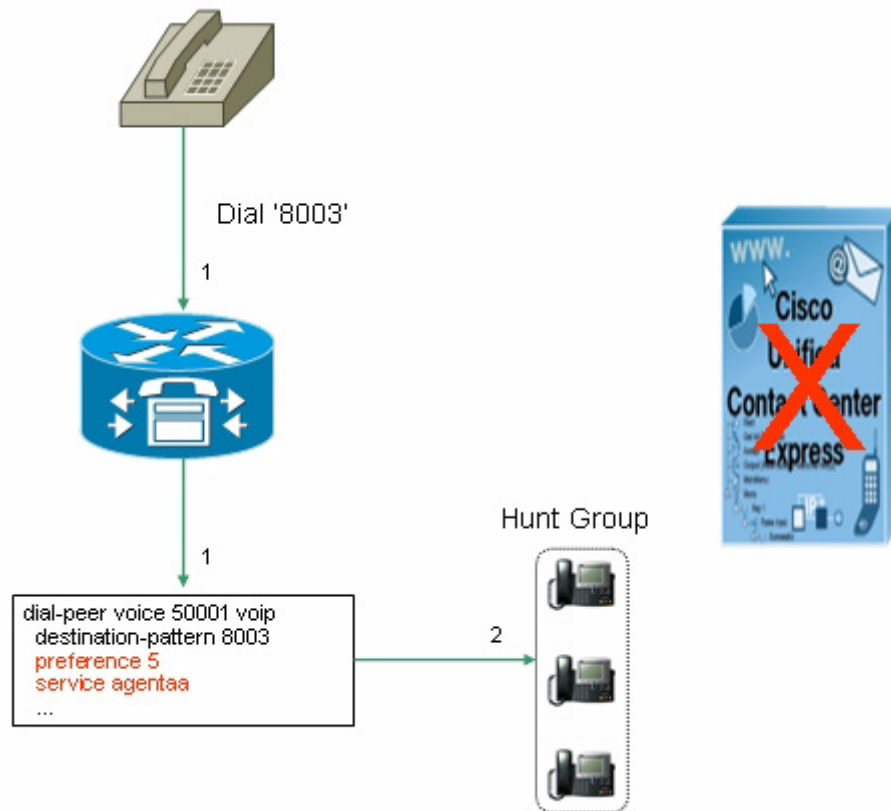 Dial '8003'
1
1
dial-peer voice 50001 voip
destination-pattern 8003
preference 5
service agentaa
...
2
Hunt Group
www.
@
Cisco
Unified
Contact Center
Express